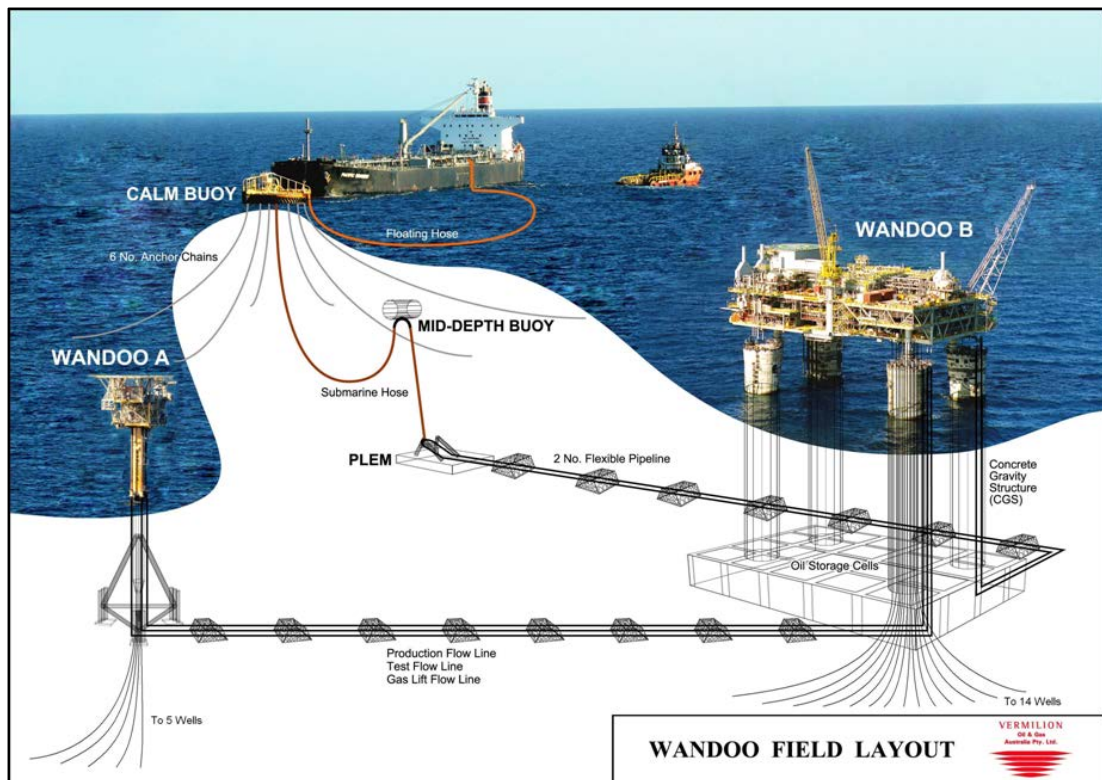 CALM BUOY
Floating Hose
6 No. Anchor Chains
WANDOO B
MID-DEPTH BUOY
WANDOO A
Submarine Hose
PLEM
2 No. Flexible Pipeline
Concrete
Gravity
Structure
(CGS)
Oil Storage Cells
Production Flow Line
Test Flow Line
Gas Lift Flow Line
To 5 Wells
To 14 Wells
WANDOO FIELD LAYOUT
VERMILION
Oil & Gas
Australia Pty. Ltd.